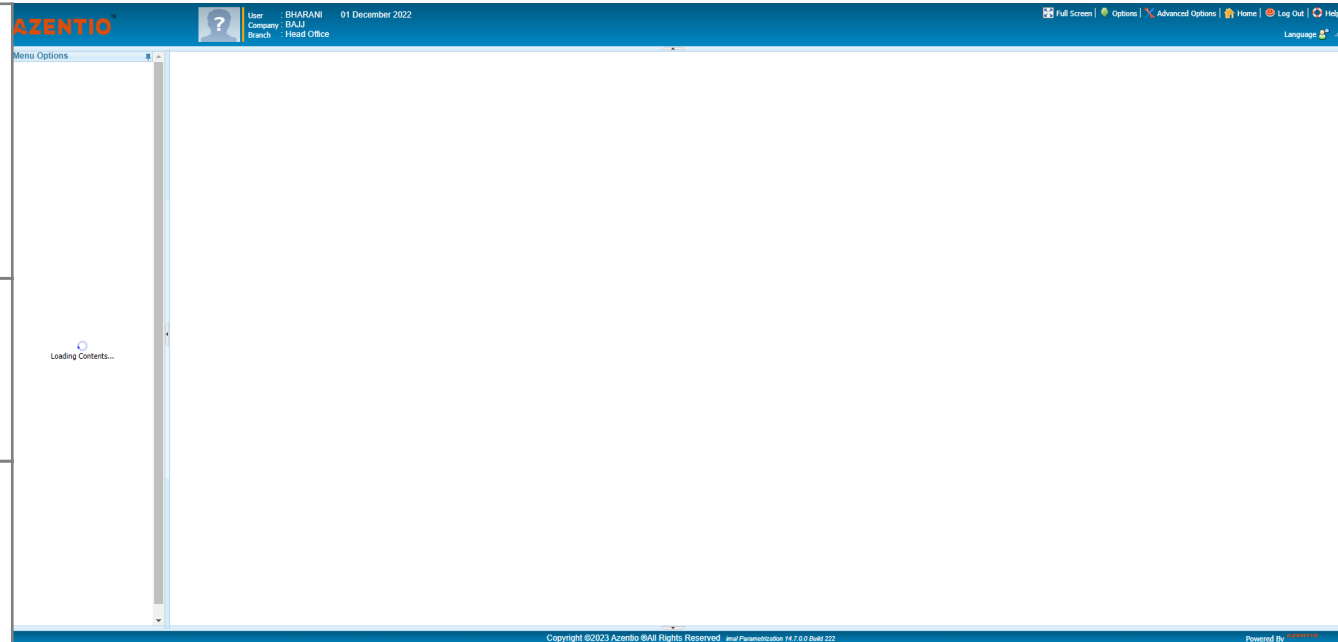 AZENTIO
User : BHARANI 01 December 2022
Company : BAJJ
Branch : Head Office
Full Screen | Options | Advanced Options | Home | Log Out | Help
Language
Menu Options
Loading Contents...
Copyright ©2023 Azentio ®All Rights Reserved imal Parametrization 14.7.0.0 Build 222
Powered By AZENTIO